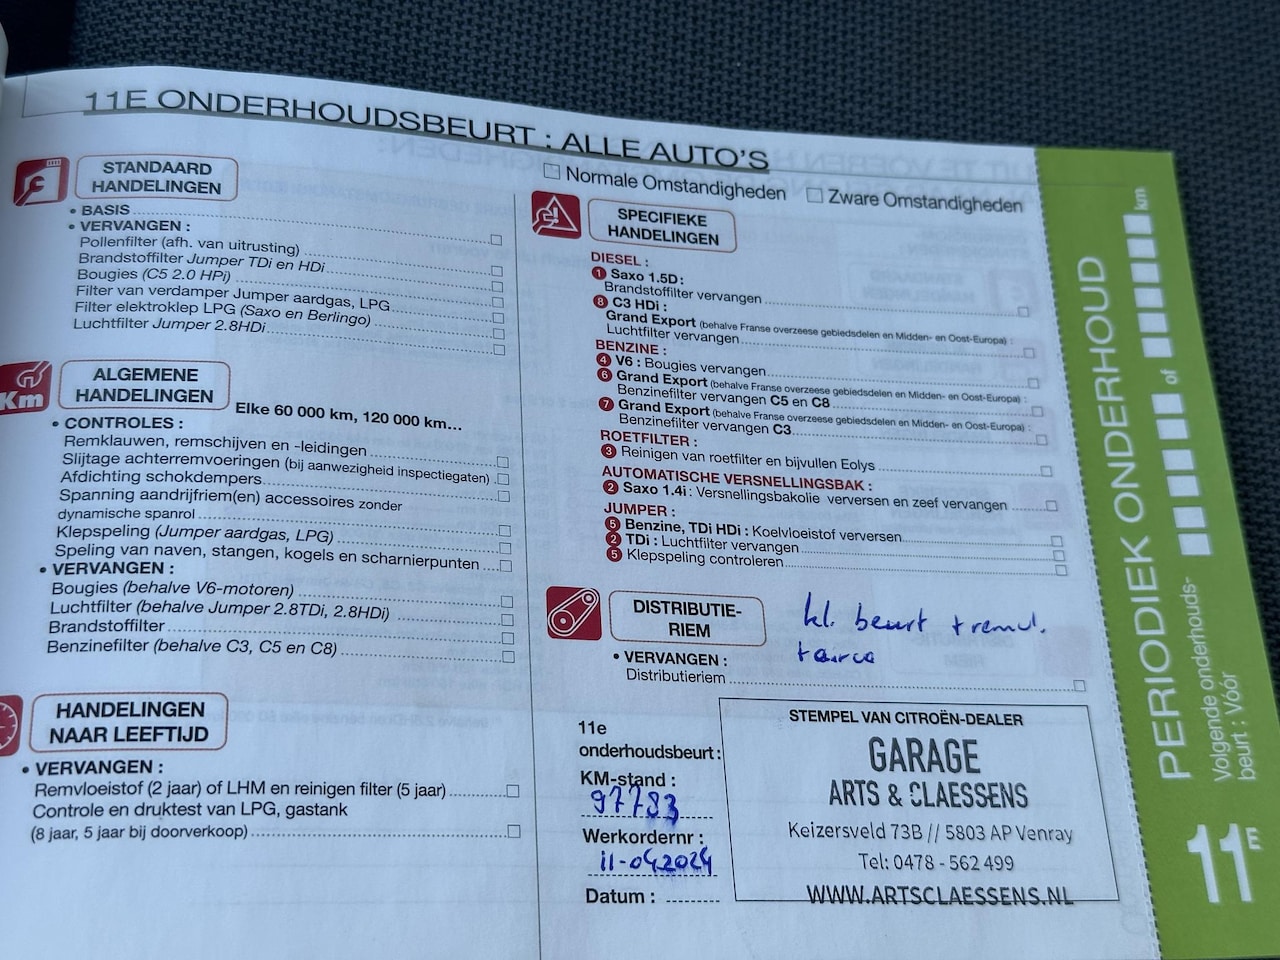 11E ONDERHOUDSBEURT : ALLE AUTO'S
Normale Omstandigheden
Zware Omstandigheden
STANDAARD
HANDELINGEN
• BASIS
• VERVANGEN :
Pollenfilter (afh. van uitrusting)
Brandstoffilter Jumper TDi en HDi
Bougies (C5 2.0 HPi)
Filter van verdamper Jumper aardgas, LPG
Filter elektroklep LPG (Saxo en Berlingo)
Luchtfilter Jumper 2.8HDi
Km
ALGEMENE
HANDELINGEN
Elke 60 000 km, 120 000 km...
• CONTROLES :
Remklauwen, remschijven en -leidingen
Slijtage achterremvoeringen (bij aanwezigheid inspectiegaten)
Afdichting schokdempers
Spanning aandrijfriem(en) accessoires zonder
dynamische spanrol
Klepspeling (Jumper aardgas, LPG)
Speling van naven, stangen, kogels en scharnierpunten
• VERVANGEN :
Bougies (behalve V6-motoren)
Luchtfilter (behalve Jumper 2.8TDi, 2.8HDi)
Brandstoffilter
Benzinefilter (behalve C3, C5 en C8)
HANDELINGEN
NAAR LEEFTIJD
• VERVANGEN :
Remvloeistof (2 jaar) of LHM en reinigen filter (5 jaar)
Controle en druktest van LPG, gastank
(8 jaar, 5 jaar bij doorverkoop)
SPECIFIEKE
HANDELINGEN
DIESEL :
1 Saxo 1.5D :
Brandstoffilter vervangen
8 C3 HDi :
Grand Export (behalve Franse overzeese gebiedsdelen en Midden- en Oost-Europa) :
Luchtfilter vervangen
BENZINE :
4 V6 : Bougies vervangen
6 Grand Export (behalve Franse overzeese gebiedsdelen en Midden- en Oost-Europa) :
Benzinefilter vervangen C5 en C8
7 Grand Export (behalve Franse overzeese gebiedsdelen en Midden- en Oost-Europa) :
Benzinefilter vervangen C3
ROETFILTER :
3 Reinigen van roetfilter en bijvullen Eolys
AUTOMATISCHE VERSNELLINGSBAK :
2 Saxo 1.4i : Versnellingsbakolie verversen en zeef vervangen
JUMPER :
5 Benzine, TDi HDi : Koelvloeistof verversen
2 TDi : Luchtfilter vervangen
5 Klepspeling controleren
DISTRIBUTIE-
RIEM
kl. beurt + remvl.
• VERVANGEN :
Distributieriem
11e
onderhoudsbeurt :
KM-stand :
97783
Werkordernr :
11-04-2024
Datum :
STEMPEL VAN CITROËN-DEALER
GARAGE
ARTS & CLAESSENS
Keizersveld 73B // 5803 AP Venray
Tel: 0478 - 562 499
WWW.ARTSCLAESSENS.NL
PERIODIEK ONDERHOUD
Volgende onderhouds-
beurt : Vóór
of
km
11E